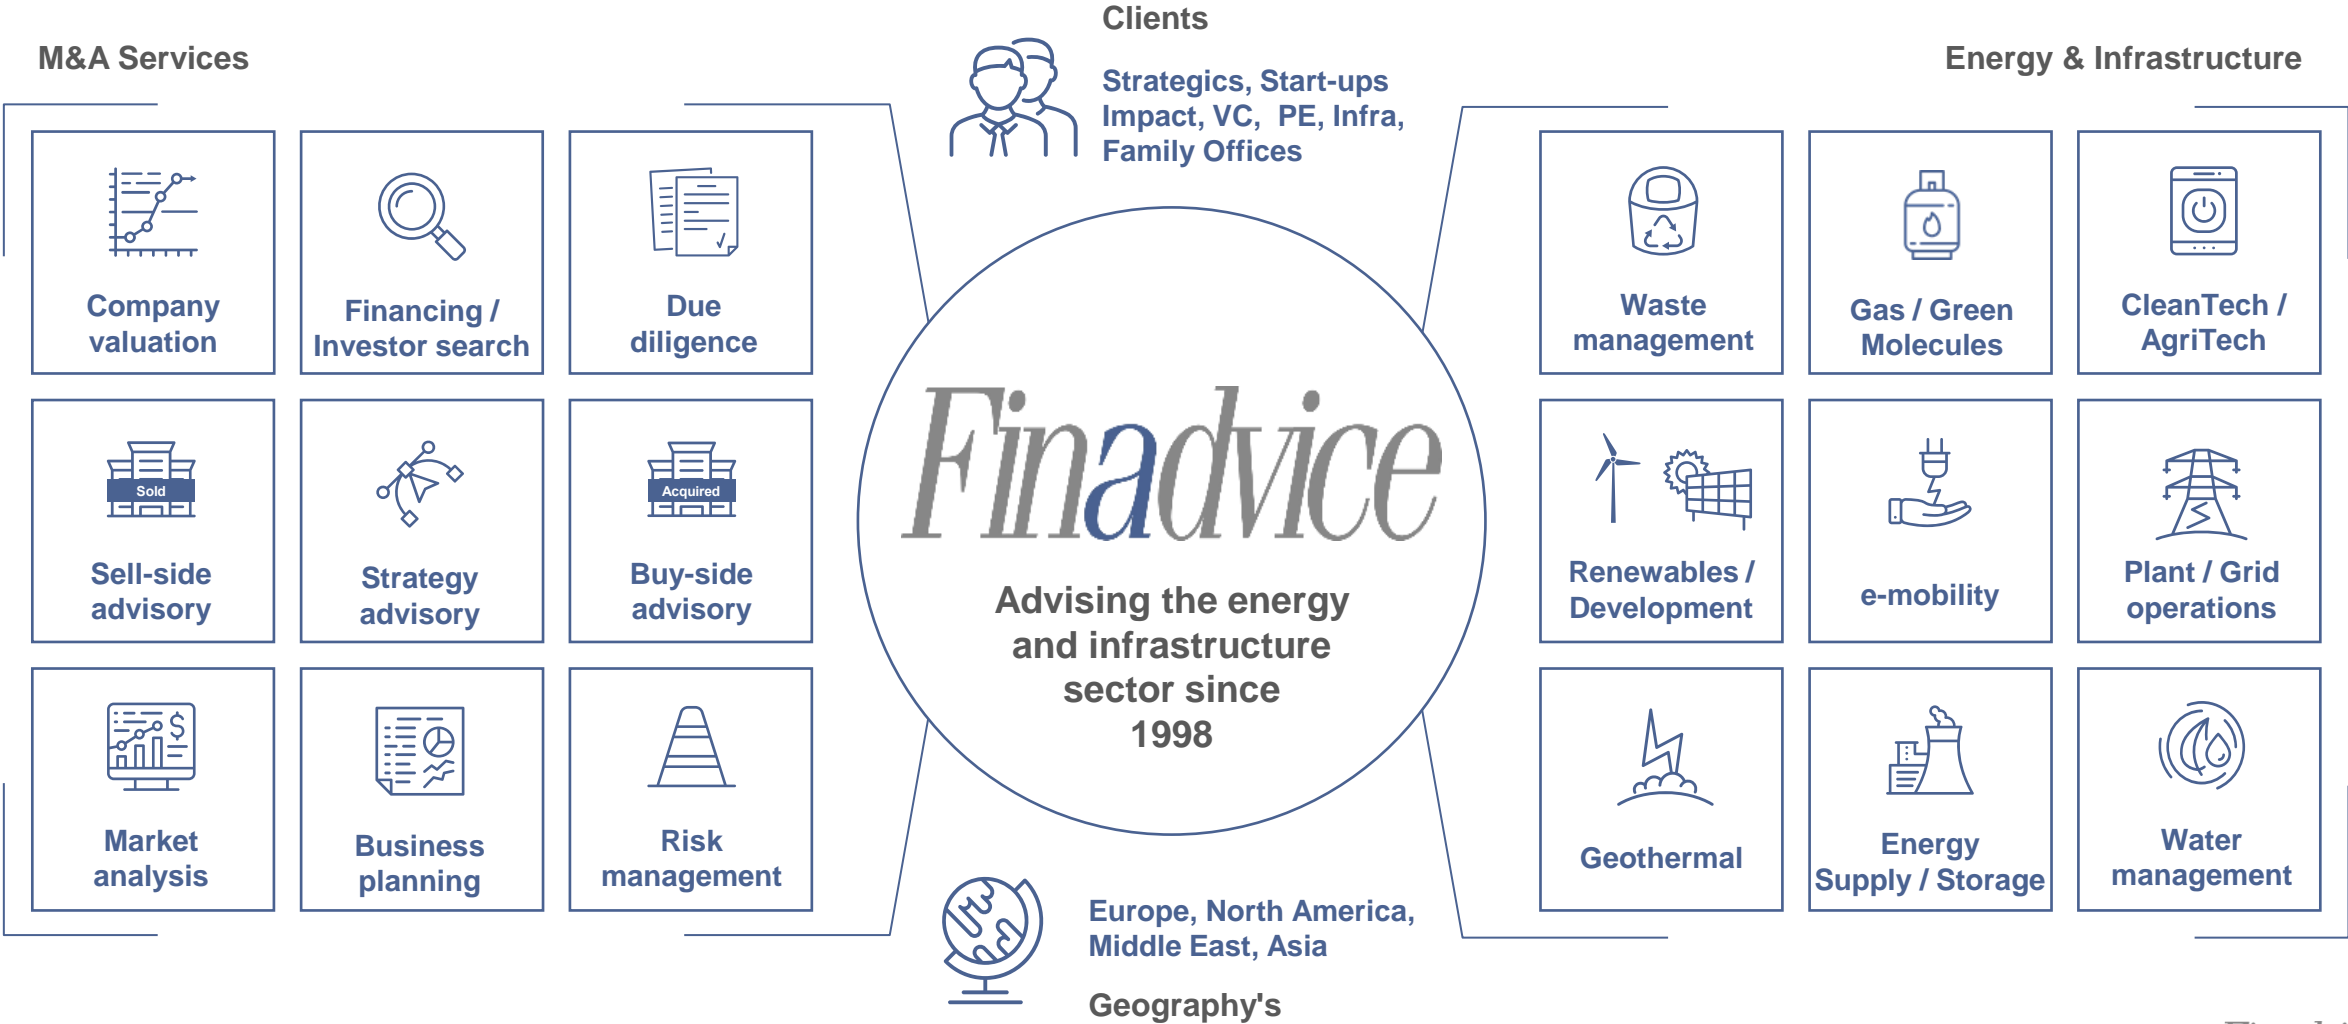 M&A Services
Company
valuation
Financing /
Investor search
Due
diligence
Sold
Sell-side
advisory
Strategy
advisory
Acquired
Buy-side
advisory
Market
analysis
Business
planning
Risk
management
Clients
Strategics, Start-ups
Impact, VC,  PE, Infra,
Family Offices
Finadvice
Advising the energy
and infrastructure
sector since
1998
Europe, North America,
Middle East, Asia
Geography's
Energy & Infrastructure
Waste
management
Gas / Green
Molecules
CleanTech /
AgriTech
Renewables /
Development
e-mobility
Plant / Grid
operations
Geothermal
Energy
Supply / Storage
Water
management